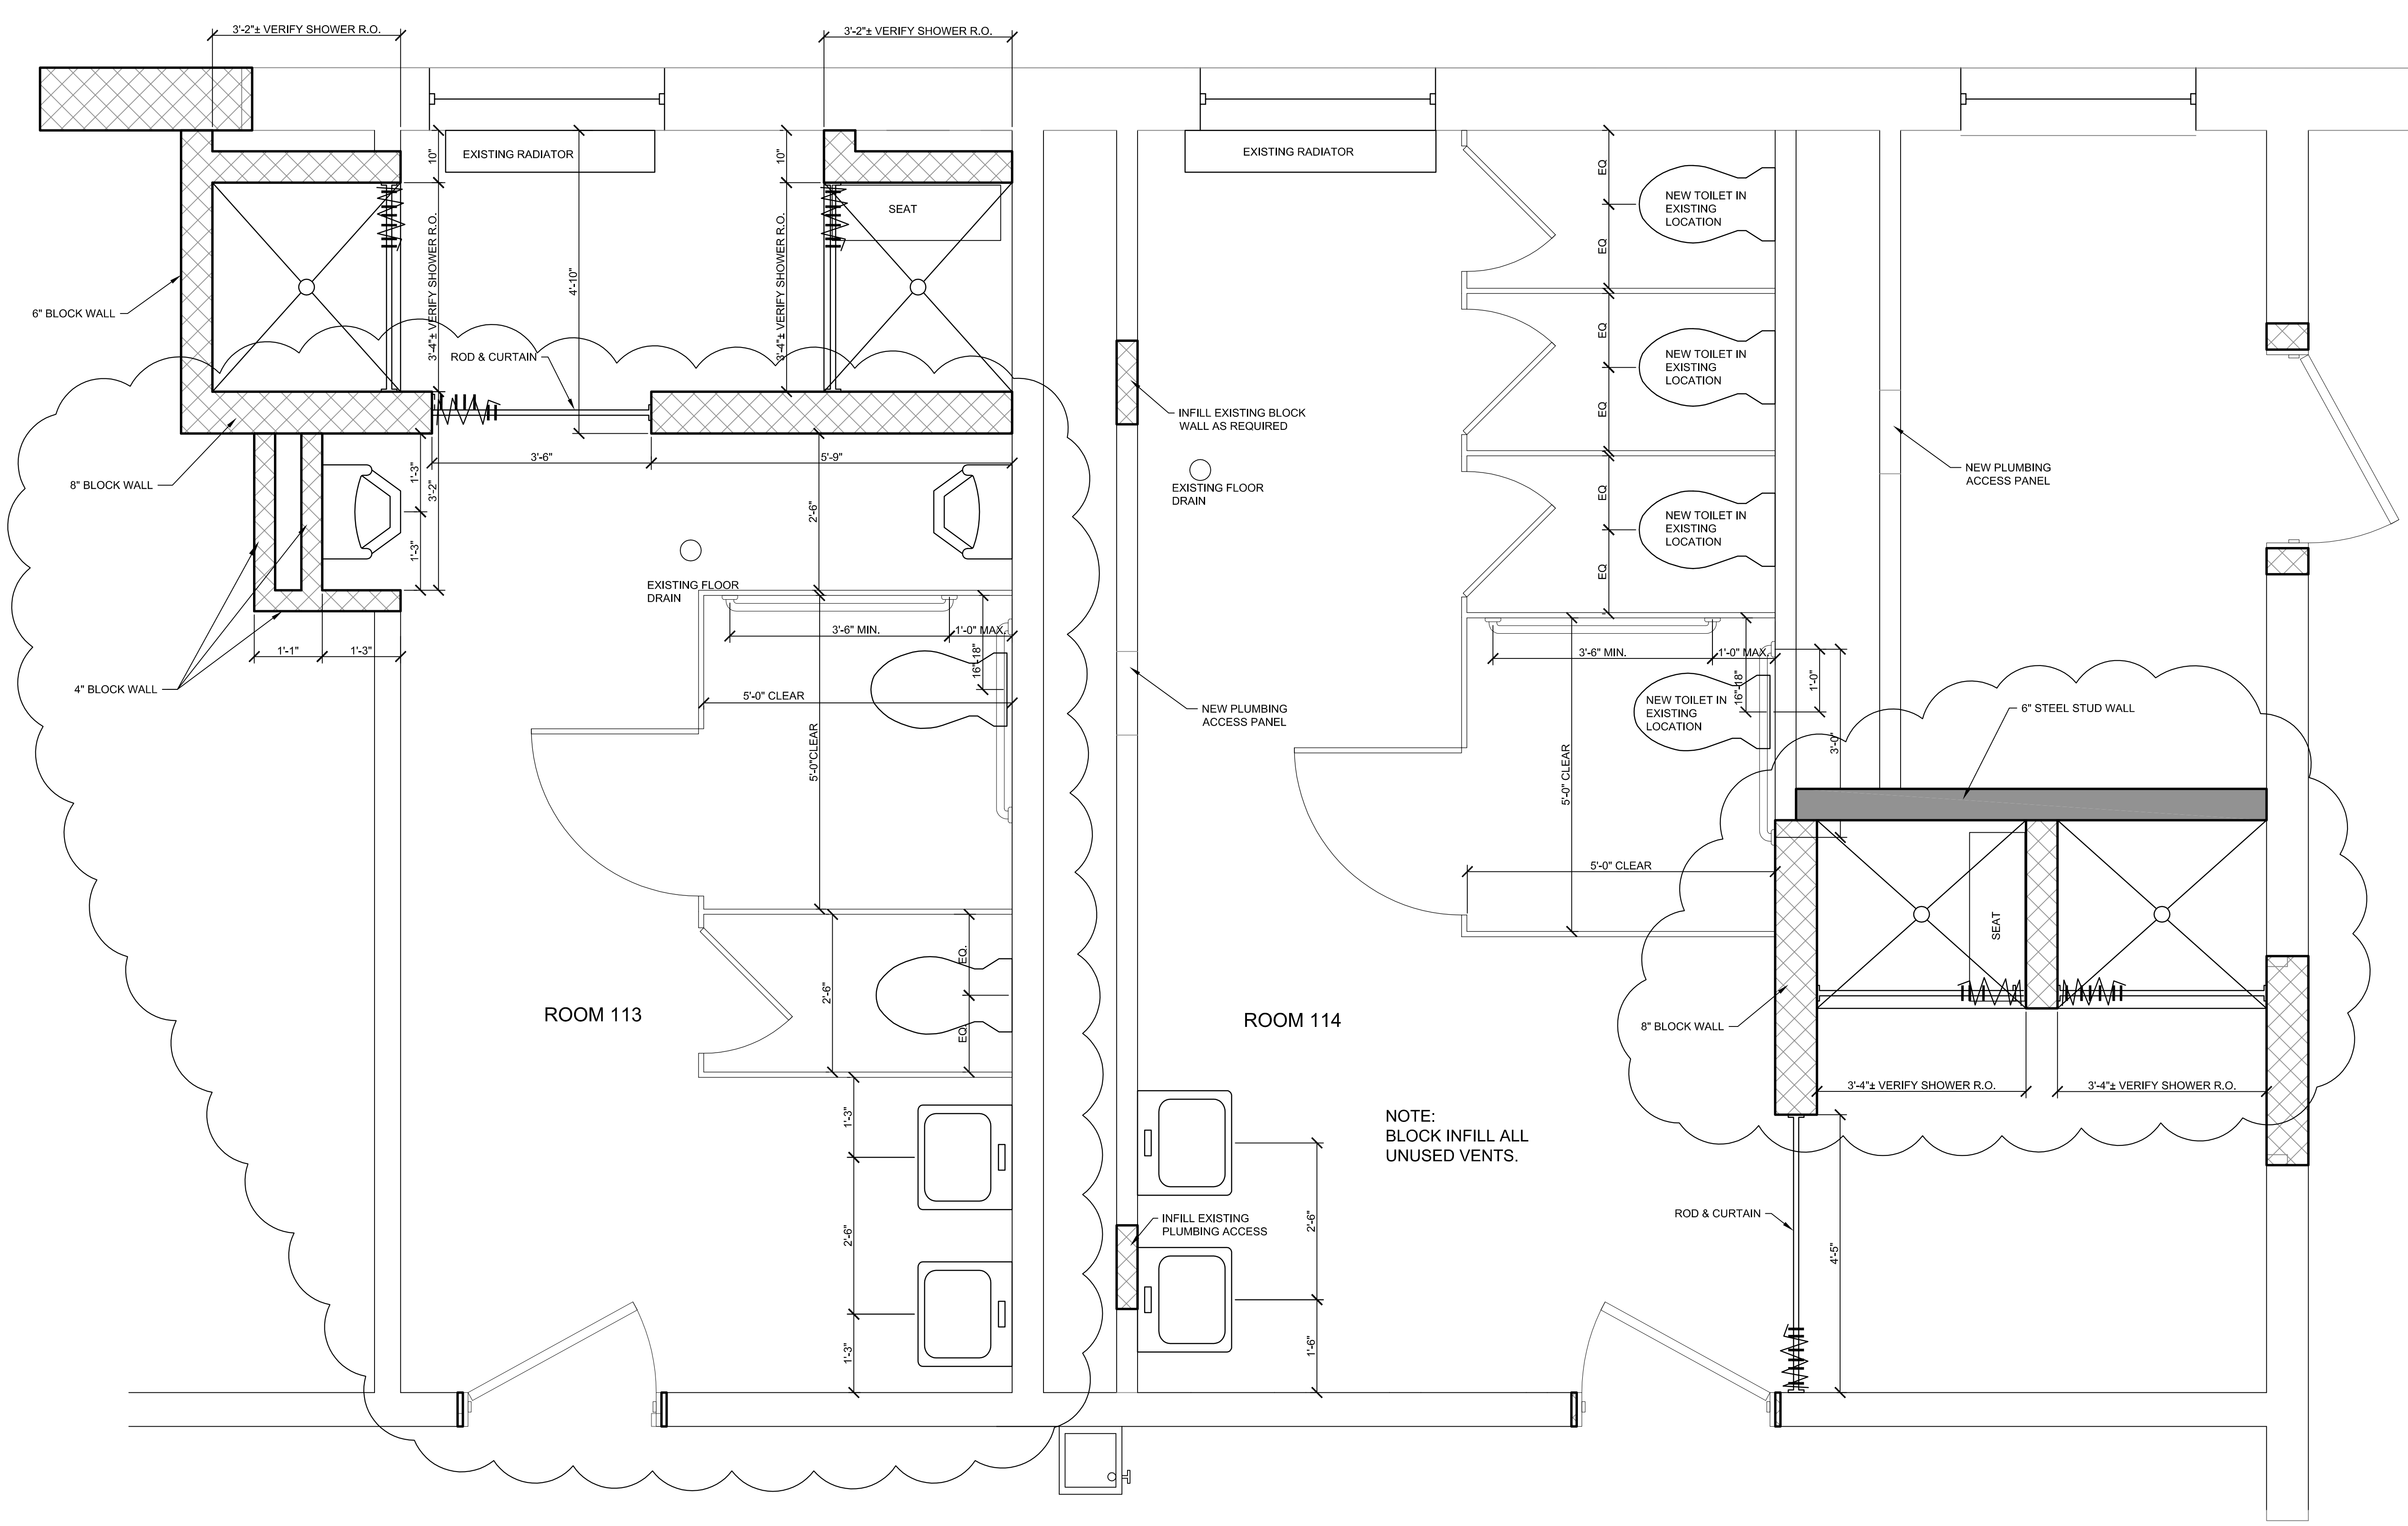 3'-2"± VERIFY SHOWER R.O.
3'-2"± VERIFY SHOWER R.O.
10"
EXISTING RADIATOR
10"
EXISTING RADIATOR
SEAT
3'-4"± VERIFY SHOWER R.O.
4'-10"
3'-4"± VERIFY SHOWER R.O.
6" BLOCK WALL
ROD & CURTAIN
EQ
NEW TOILET IN
EXISTING
LOCATION
EQ
EQ
NEW TOILET IN
EXISTING
LOCATION
EQ
EQ
NEW TOILET IN
EXISTING
LOCATION
EQ
INFILL EXISTING BLOCK
WALL AS REQUIRED
EXISTING FLOOR
DRAIN
NEW PLUMBING
ACCESS PANEL
8" BLOCK WALL
3'-6"
5'-9"
1'-3"
3'-2"
1'-3"
2'-6"
EXISTING FLOOR
DRAIN
1'-1"
1'-3"
4" BLOCK WALL
3'-6" MIN.
1'-0" MAX.
16"-18"
5'-0" CLEAR
5'-0"CLEAR
NEW PLUMBING
ACCESS PANEL
3'-6" MIN.
1'-0" MAX.
16"-18"
1'-0"
3'-0"
NEW TOILET IN
EXISTING
LOCATION
5'-0" CLEAR
5'-0" CLEAR
6" STEEL STUD WALL
SEAT
8" BLOCK WALL
3'-4"± VERIFY SHOWER R.O.
3'-4"± VERIFY SHOWER R.O.
ROOM 113
2'-6"
EQ.
EQ.
ROOM 114
1'-3"
2'-6"
1'-3"
NOTE:
BLOCK INFILL ALL
UNUSED VENTS.
INFILL EXISTING
PLUMBING ACCESS
2'-6"
1'-6"
ROD & CURTAIN
4'-5"